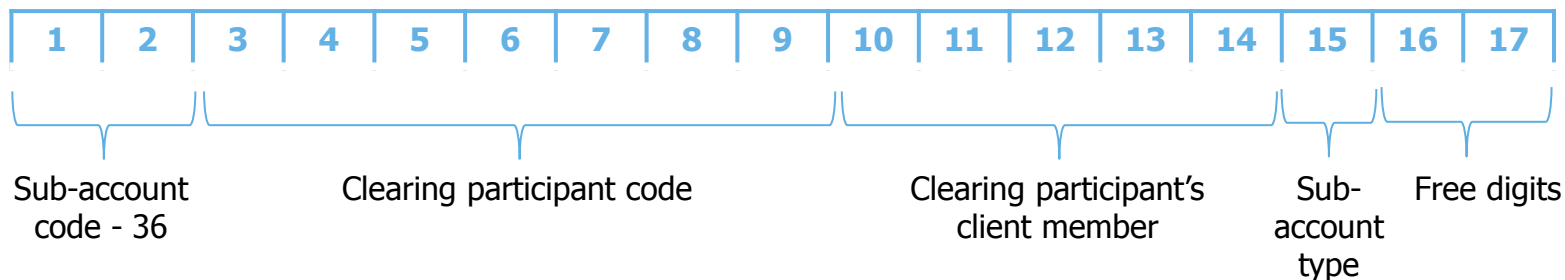 1 2 3 4 5 6 7 8 9 10 11 12 13 14 15 16 17
Sub-account
code - 36
Clearing participant code
Clearing participant’s
client member
Sub-
account
type
Free digits